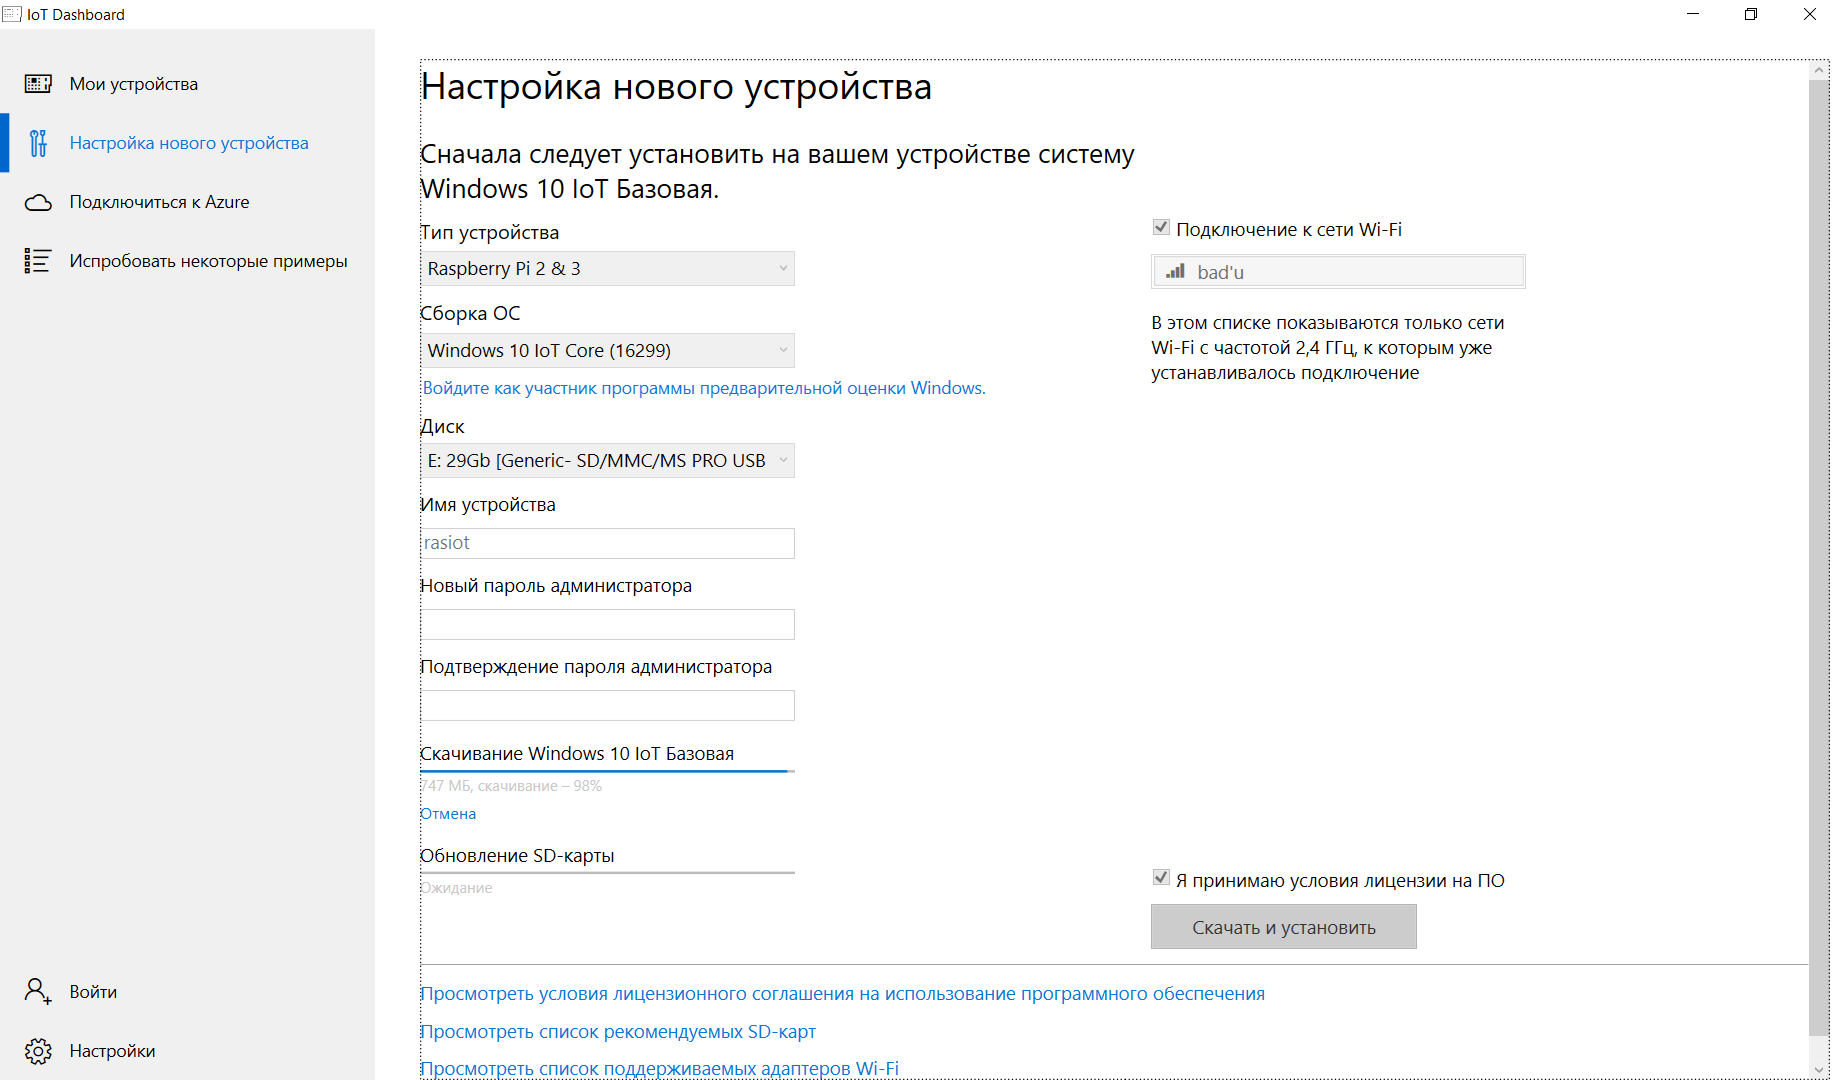 IoT Dashboard
Мои устройства
Настройка нового устройства
Подключиться к Azure
Испробовать некоторые примеры
Войти
Настройки
Настройка нового устройства
Сначала следует установить на вашем устройстве систему
Windows 10 IoT Базовая.
Тип устройства
Raspberry Pi 2 & 3
Сборка ОС
Windows 10 IoT Core (16299)
Войдите как участник программы предварительной оценки Windows.
Диск
E: 29Gb [Generic- SD/MMC/MS PRO USB
Имя устройства
rasiot
Новый пароль администратора
Подтверждение пароля администратора
Скачивание Windows 10 IoT Базовая
747 МБ, скачивание – 98%
Отмена
Обновление SD-карты
Ожидание
Подключение к сети Wi-Fi
bad'u
В этом списке показываются только сети
Wi-Fi с частотой 2,4 ГГц, к которым уже
устанавливалось подключение
Я принимаю условия лицензии на ПО
Скачать и установить
Просмотреть условия лицензионного соглашения на использование программного обеспечения
Просмотреть список рекомендуемых SD-карт
Просмотреть список поддерживаемых адаптеров Wi-Fi